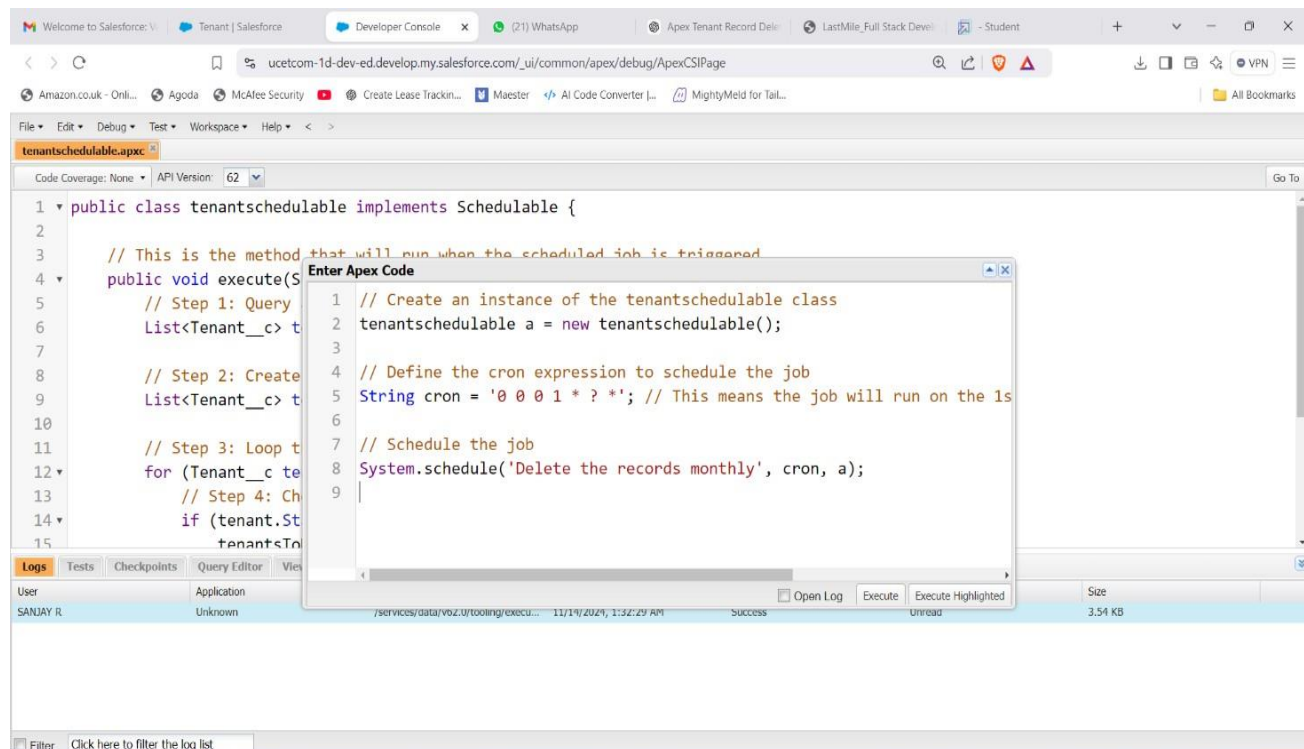 Welcome to Salesforce: V
Tenant | Salesforce
Developer Console
(21) WhatsApp
Apex Tenant Record Dele
LastMile_Full Stack Devel
- Student
ucetcom-1d-dev-ed.develop.my.salesforce.com/_ui/common/apex/debug/ApexCSIPage
VPN
Amazon.co.uk - Onli...
Agoda
McAfee Security
Create Lease Trackin...
Maester
</> AI Code Converter |...
MightyMeld for Tail...
All Bookmarks
File Edit Debug Test Workspace Help < >
tenantschedulable.apxc
Code Coverage: None API Version: 62 Go To
1 public class tenantschedulable implements Schedulable {
2
3 // This is the method that will run when the scheduled job is triggered
4 public void execute(S
5 // Step 1: Query
6 List<Tenant__c> t
7
8 // Step 2: Create
9 List<Tenant__c> t
10
11 // Step 3: Loop t
12 for (Tenant__c te
13 // Step 4: Ch
14 if (tenant.St
15 tenantsTo
Enter Apex Code
1 // Create an instance of the tenantschedulable class
2 tenantschedulable a = new tenantschedulable();
3
4 // Define the cron expression to schedule the job
5 String cron = '0 0 0 1 * ? *'; // This means the job will run on the 1s
6
7 // Schedule the job
8 System.schedule('Delete the records monthly', cron, a);
9
Open Log Execute Execute Highlighted
Logs Tests Checkpoints Query Editor Vie
User Application Size
SANJAY R Unknown /services/data/v62.0/tooling/execu... 11/14/2024, 1:32:29 AM Success Unread 3.54 KB
Filter Click here to filter the log list